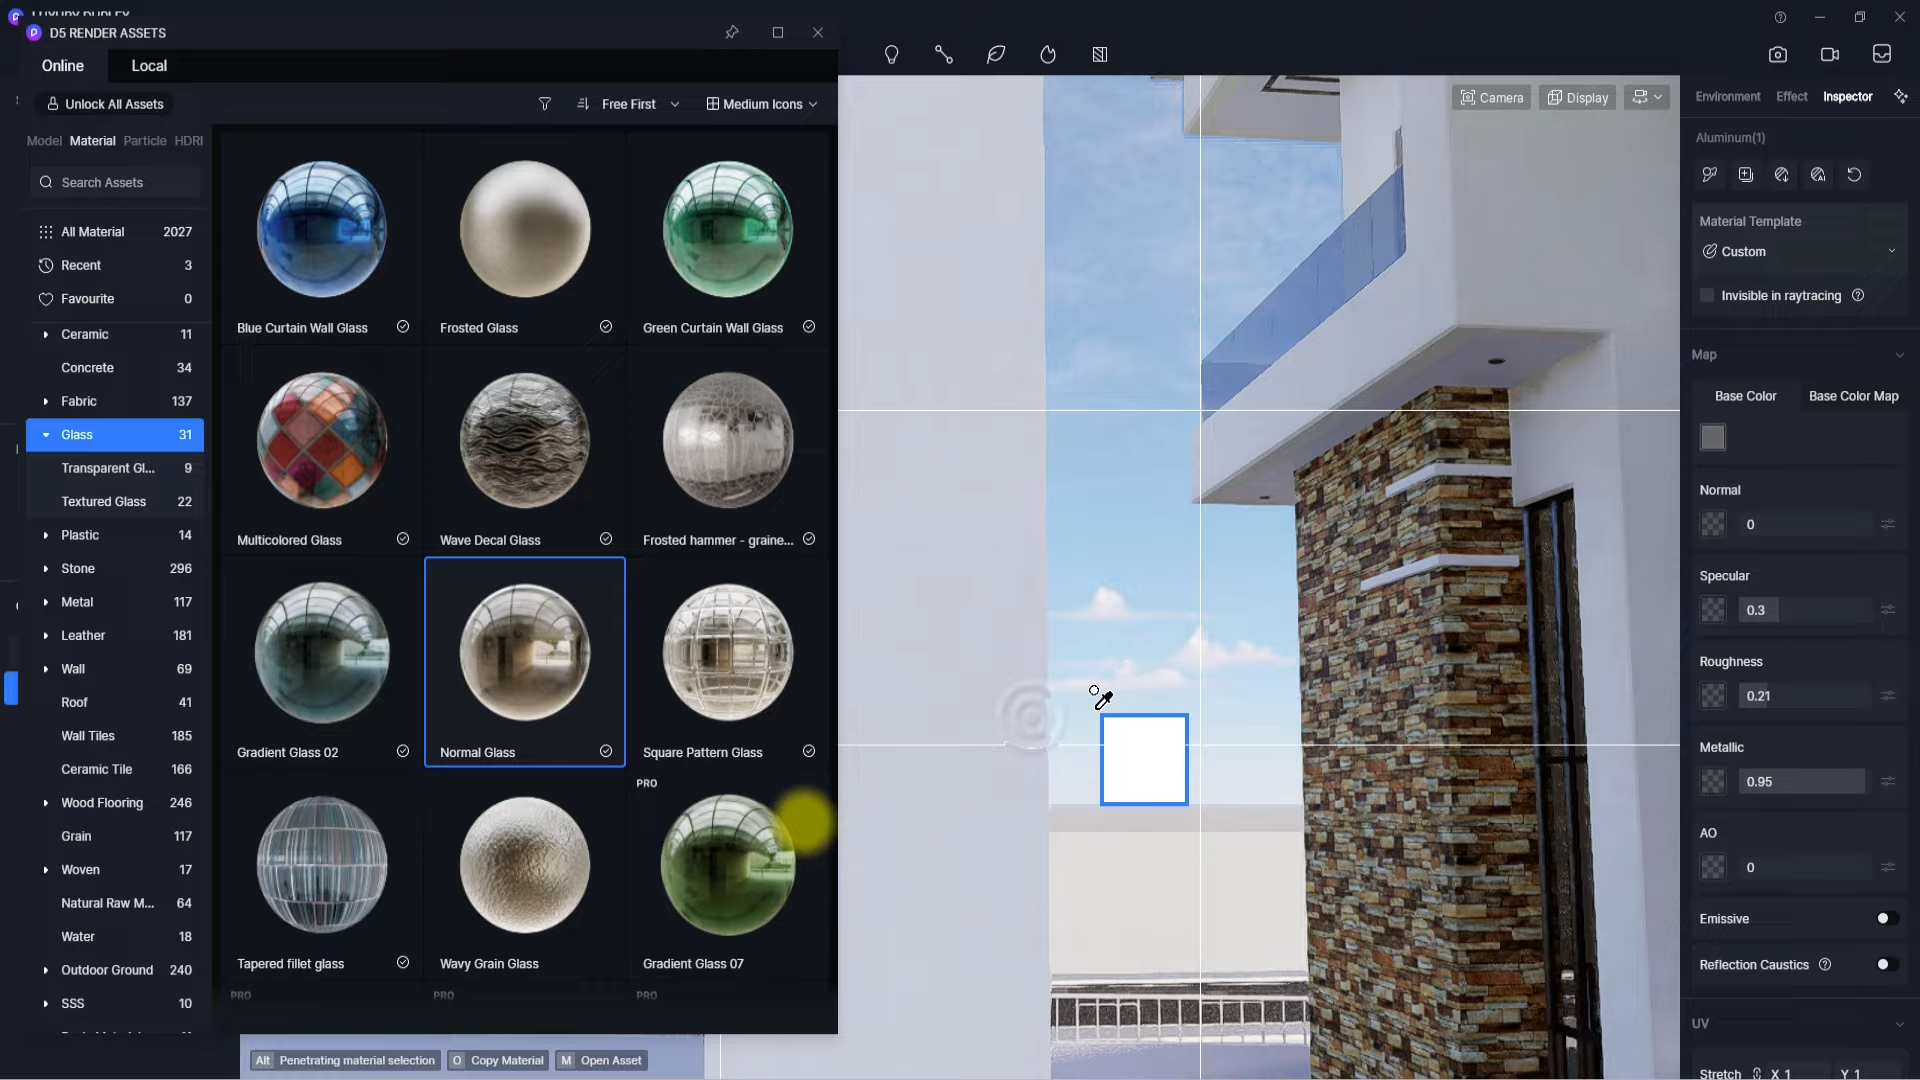 D5 RENDER ASSETS
Online
Local
Unlock All Assets
Free First
Medium Icons
Model
Material
Particle
HDRI
Search Assets
All Material 2027
Recent 3
Favourite 0
Ceramic 11
Concrete 34
Fabric 137
Glass 31
Transparent Gl... 9
Textured Glass 22
Plastic 14
Stone 296
Metal 117
Leather 181
Wall 69
Roof 41
Wall Tiles 185
Ceramic Tile 166
Wood Flooring 246
Grain 117
Woven 17
Natural Raw M... 64
Water 18
Outdoor Ground 240
SSS 10
Blue Curtain Wall Glass
Frosted Glass
Green Curtain Wall Glass
Multicolored Glass
Wave Decal Glass
Frosted hammer - graine...
Gradient Glass 02
Normal Glass
Square Pattern Glass
PRO
Tapered fillet glass
Wavy Grain Glass
Gradient Glass 07
PRO
PRO
PRO
Alt Penetrating material selection
O Copy Material
M Open Asset
Camera
Display
Environment
Effect
Inspector
Aluminum(1)
Material Template
Custom
Invisible in raytracing
Map
Base Color
Base Color Map
Normal
0
Specular
0.3
Roughness
0.21
Metallic
0.95
AO
0
Emissive
Reflection Caustics
UV
Stretch X 1 Y 1